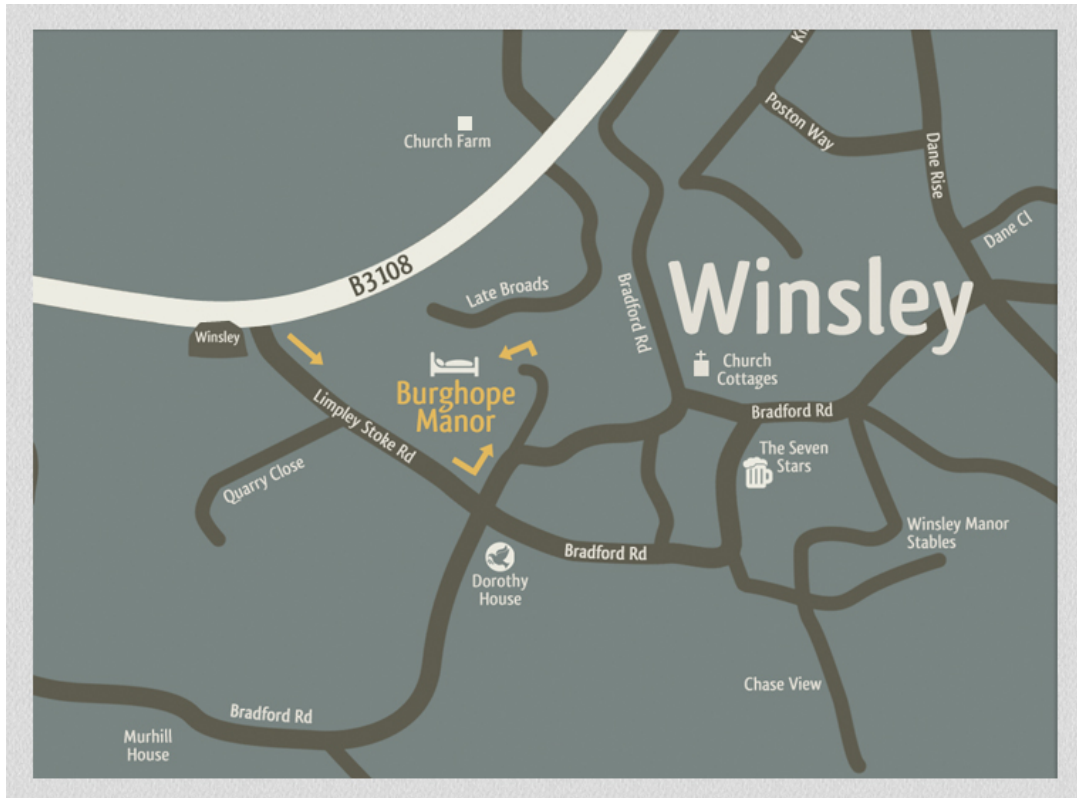 Ki
Poston Way
Church Farm
Dane Rise
Dane Cl
B3108
Late Broads
Bradford Rd
Winsley
Winsley
Church
Cottages
Burghope
Manor
Limpley Stoke Rd
Bradford Rd
The Seven
Stars
Quarry Close
Winsley Manor
Stables
Bradford Rd
Dorothy
House
Chase View
Bradford Rd
Murhill
House